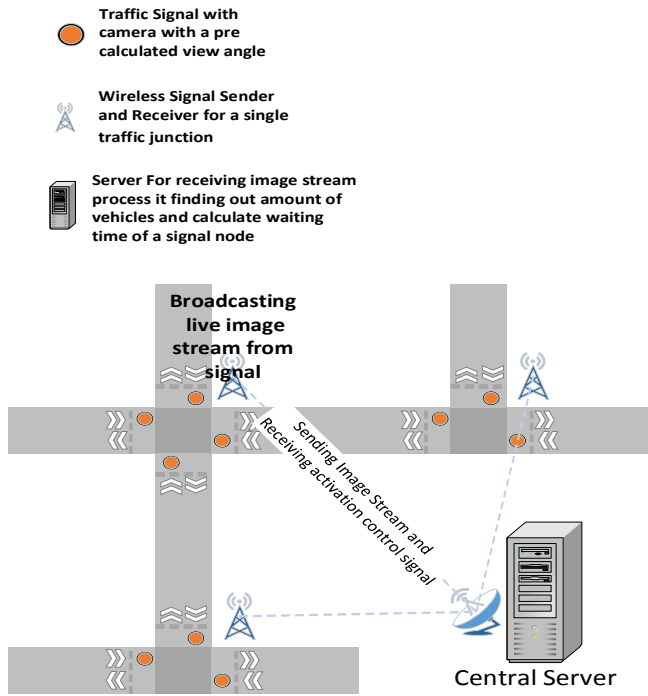 Traffic Signal with
camera with a pre
calculated view angle
Wireless Signal Sender
and Receiver for a single
traffic junction
Server For receiving image stream
process it finding out amount of
vehicles and calculate waiting
time of a signal node
Broadcasting
live image
stream from
signal
Sending Image Stream and
Receiving activation control signal
Central Server